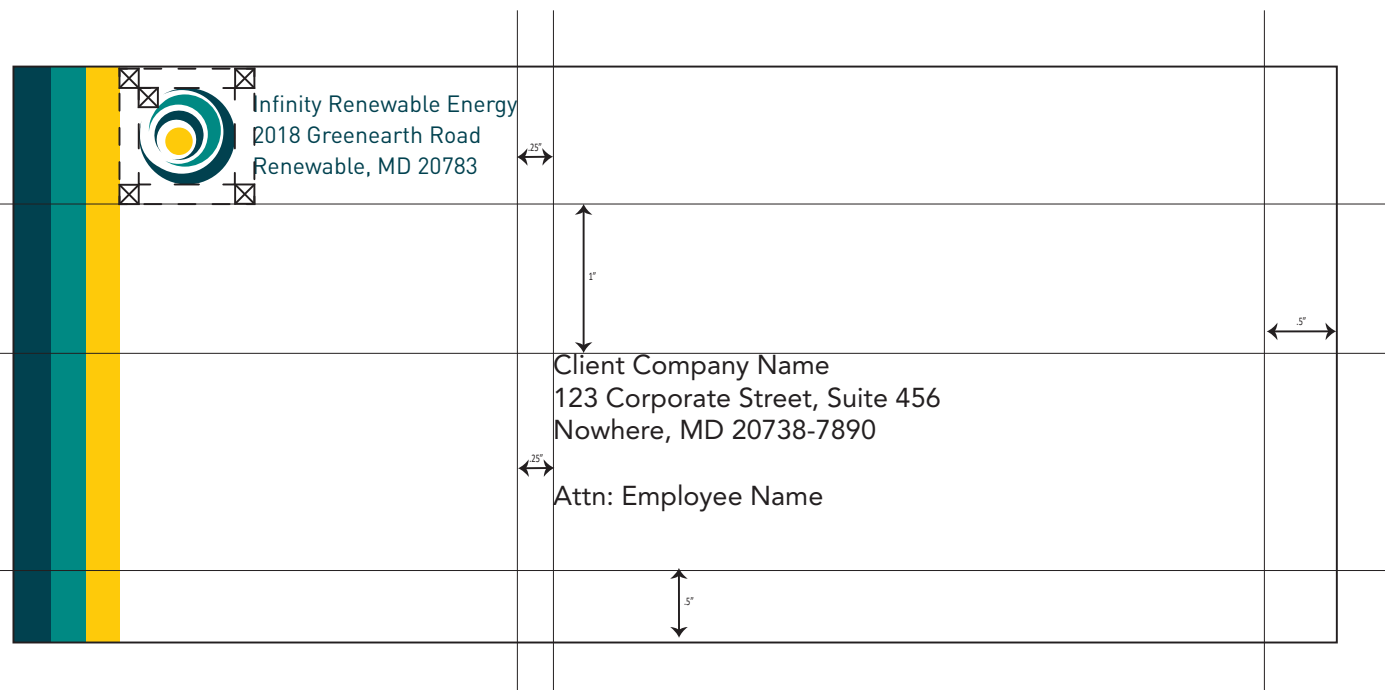 Infinity Renewable Energy
2018 Greenearth Road
Renewable, MD 20783
.25"
1"
.5"
Client Company Name
123 Corporate Street, Suite 456
Nowhere, MD 20738-7890
.25"
Attn: Employee Name
.5"